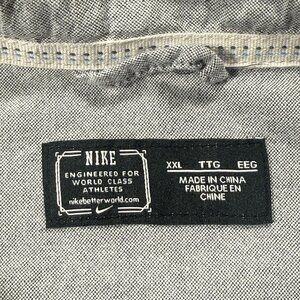 NIKE
ENGINEERED FOR
WORLD CLASS
ATHLETES
nikebetterworld.com
XXL TTG EEG
MADE IN CHINA
FABRIQUE EN
CHINE